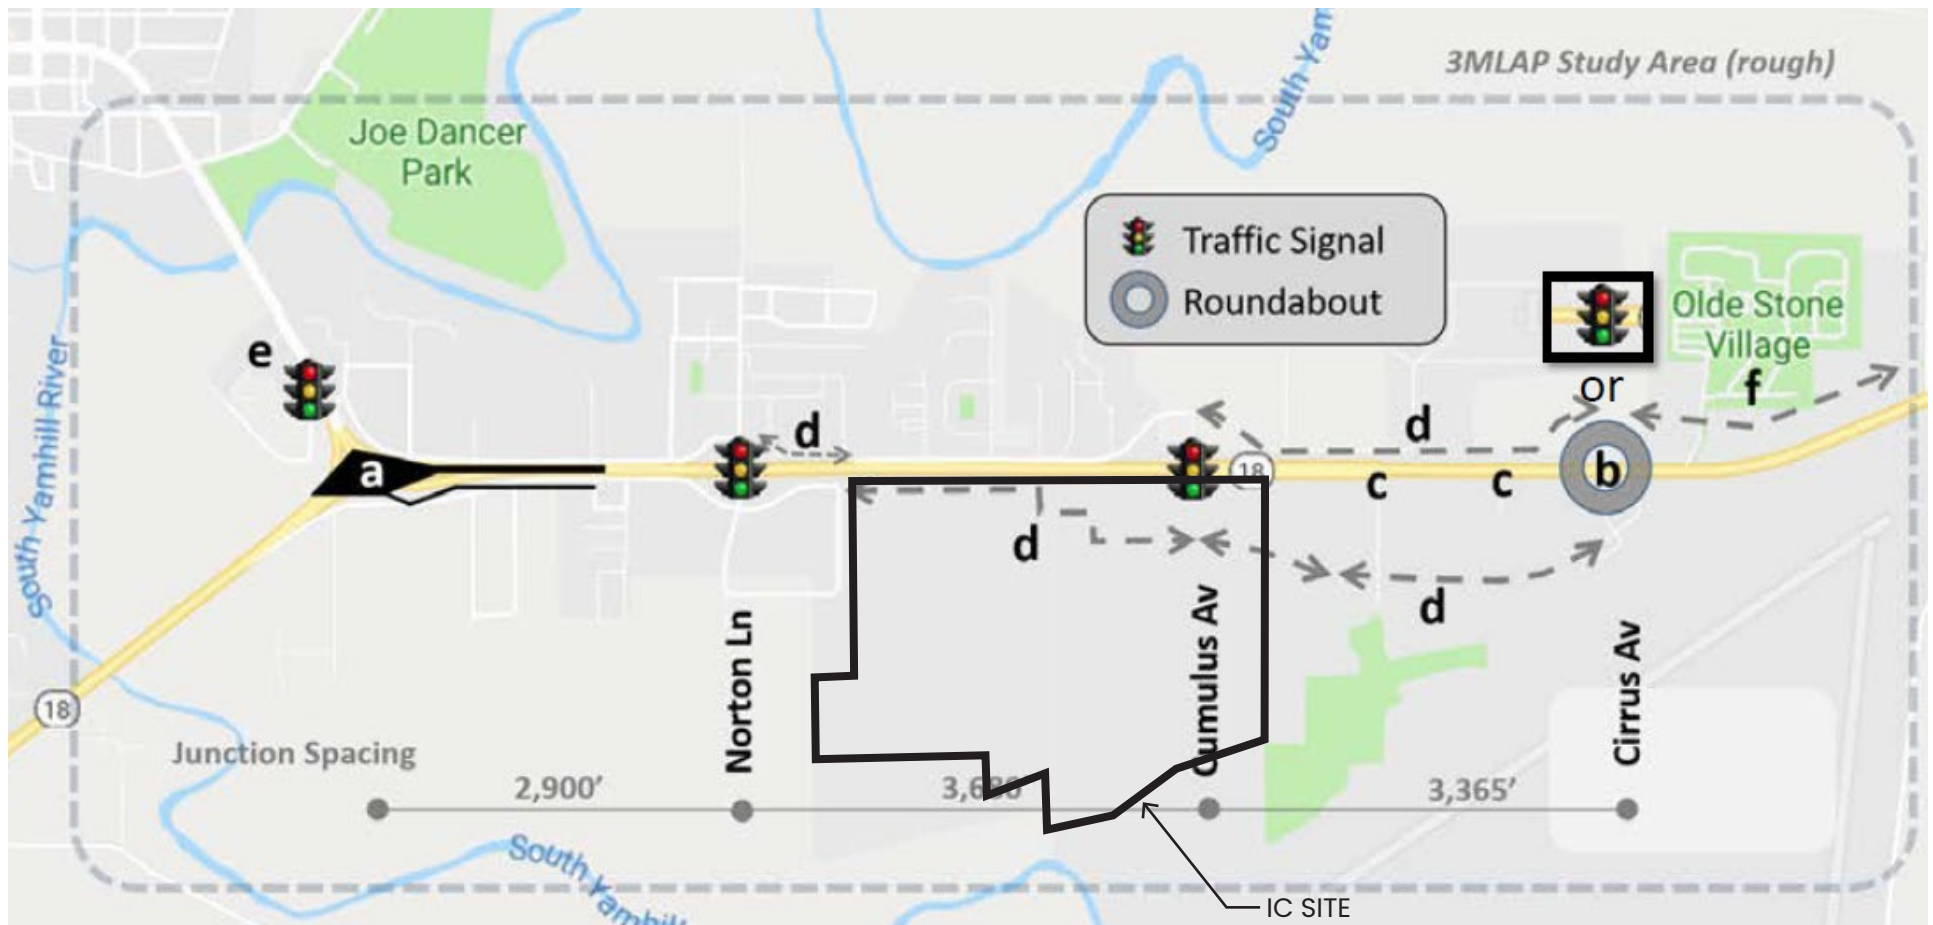 3MLAP Study Area (rough)
South Yam
Joe Dancer
Park
Traffic Signal
Roundabout
Olde Stone
Village
or
e
f
d
d
a
18
b
c
c
d
d
South Yamhill River
Norton Ln
Cumulus Av
Cirrus Av
18
Junction Spacing
2,900’
3,365’
South Yamhill
IC SITE